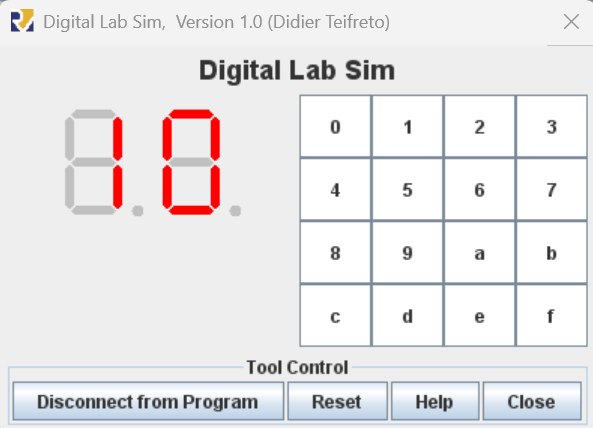 Digital Lab Sim, Version 1.0 (Didier Teifreto)
Digital Lab Sim
10
0 1 2 3
4 5 6 7
8 9 a b
c d e f
Tool Control
Disconnect from Program Reset Help Close